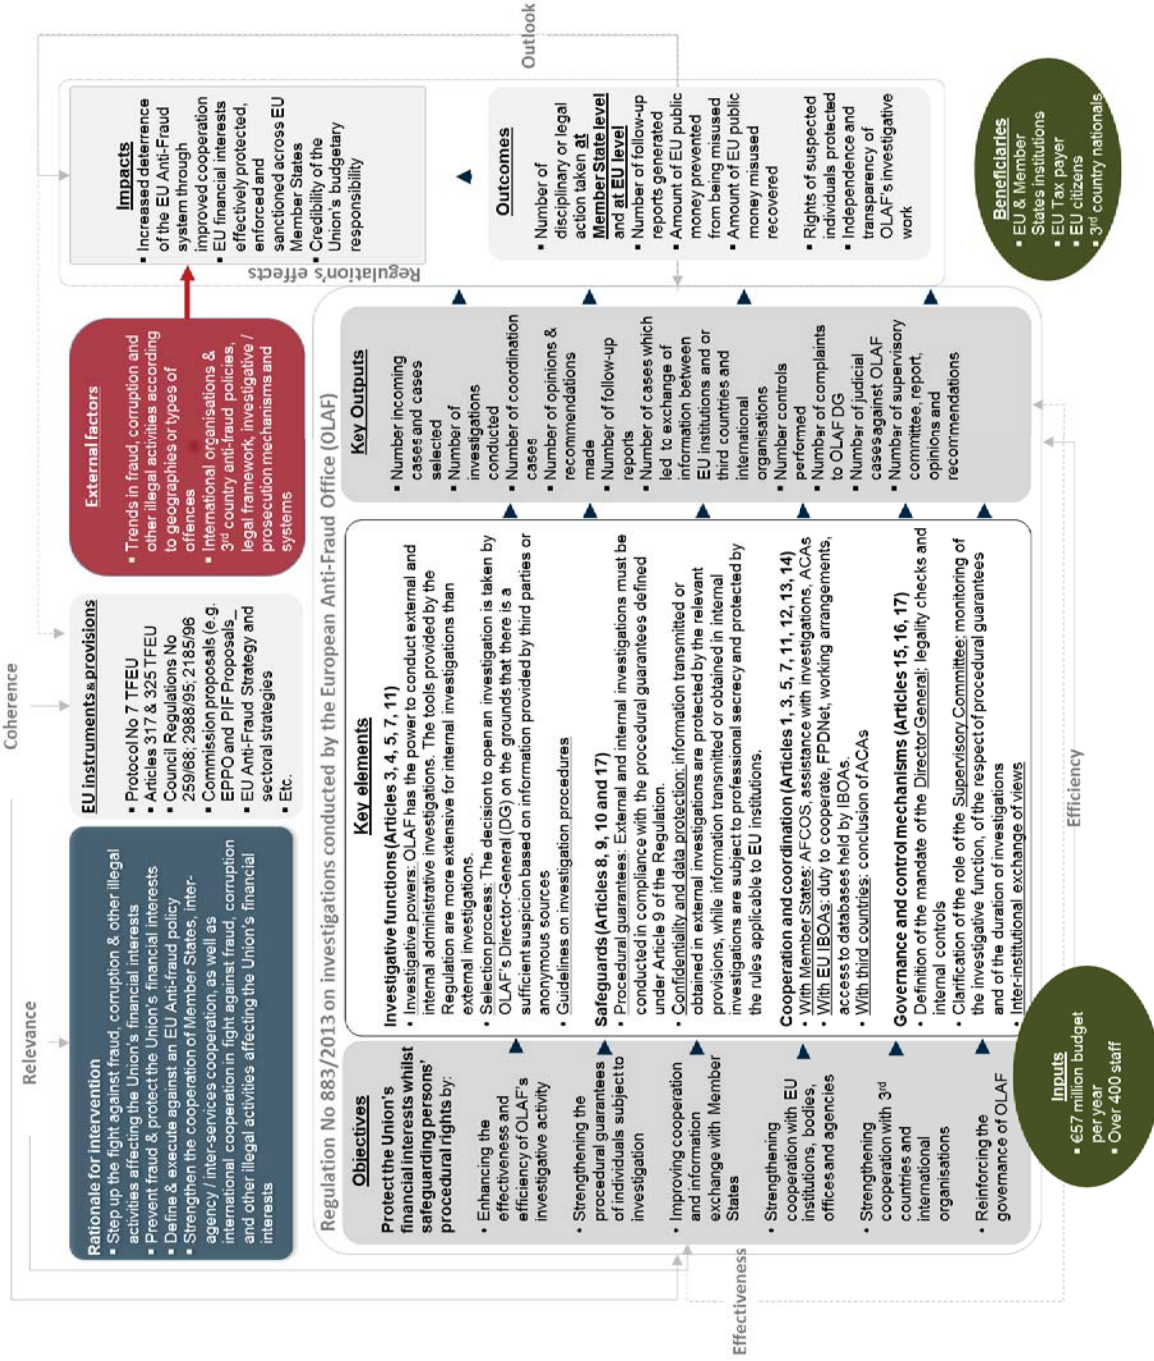 Coherence
Relevance
Rationale for intervention
▪ Step up the fight against fraud, corruption & other illegal
activities affecting the Union's financial interests
▪ Prevent fraud & protect the Union's financial interests
▪ Define & execute against an EU Anti-fraud policy
▪ Strengthen the cooperation of Member States, inter-
agency / inter-services cooperation, as well as
international cooperation in fight against fraud, corruption
and other illegal activities affecting the Union's financial
interests
EU instruments & provisions
▪ Protocol No 7 TFEU
▪ Articles 317 & 325 TFEU
▪ Council Regulations No
259/68; 2988/95; 2185/96
▪ Commission proposals (e.g.
EPPO and PIF Proposals_
▪ EU Anti-Fraud Strategy and
sectoral strategies
▪ Etc.
External factors
▪ Trends in fraud, corruption and
other illegal activities according
to geographies or types of
offences
▪ International organisations &
3rd country anti-fraud policies,
legal framework, investigative /
prosecution mechanisms and
systems
Impacts
▪ Increased deterrence
of the EU Anti-Fraud
system through
improved cooperation
▪ EU financial interests
effectively protected,
enforced and
sanctioned across EU
Member States
▪ Credibility of the
Union's budgetary
responsibility
Regulation's effects
Outlook
Regulation No 883/2013 on investigations conducted by the European Anti-Fraud Office (OLAF)
Objectives
Protect the Union's
financial interests whilst
safeguarding persons'
procedural rights by:
• Enhancing the
effectiveness and
efficiency of OLAF's
investigative activity
• Strengthening the
procedural guarantees
of individuals subject to
investigation
• Improving cooperation
and information
exchange with Member
States
• Strengthening
cooperation with EU
institutions, bodies,
offices and agencies
• Strengthening
cooperation with 3rd
countries and
international
organisations
• Reinforcing the
governance of OLAF
Key elements
Investigative functions (Articles 3, 4, 5, 7, 11)
• Investigative powers: OLAF has the power to conduct external and
internal administrative investigations. The tools provided by the
Regulation are more extensive for internal investigations than
external investigations.
• Selection process: The decision to open an investigation is taken by
OLAF's Director-General (DG) on the grounds that there is a
sufficient suspicion based on information provided by third parties or
anonymous sources
• Guidelines on investigation procedures
Safeguards (Articles 8, 9, 10 and 17)
• Procedural guarantees: External and internal investigations must be
conducted in compliance with the procedural guarantees defined
under Article 9 of the Regulation.
• Confidentiality and data protection: information transmitted or
obtained in external investigations are protected by the relevant
provisions, while information transmitted or obtained in internal
investigations are subject to professional secrecy and protected by
the rules applicable to EU institutions.
Cooperation and coordination (Articles 1, 3, 5, 7, 11, 12, 13, 14)
• With Member States: AFCOS, assistance with investigations, ACAs
• With EU IBOAs: duty to cooperate, FPDNet, working arrangements,
access to databases held by IBOAs.
• With third countries: conclusion of ACAs
Governance and control mechanisms (Articles 15, 16, 17)
• Definition of the mandate of the Director General; legality checks and
internal controls
• Clarification of the role of the Supervisory Committee: monitoring of
the investigative function, of the respect of procedural guarantees
and of the duration of investigations
• Inter-institutional exchange of views
Key Outputs
▪ Number incoming
cases and cases
selected
▪ Number of
investigations
conducted
▪ Number of coordination
cases
▪ Number of opinions &
recommendations
made
▪ Number of follow-up
reports
▪ Number of cases which
led to exchange of
information between
EU institutions and or
third countries and
international
organisations
▪ Number controls
performed
▪ Number of complaints
to OLAF DG
▪ Number of judicial
cases against OLAF
▪ Number of supervisory
committee, report,
opinions and
recommendations
Outcomes
▪ Number of
disciplinary or legal
action taken at
Member State level
and at EU level
▪ Number of follow-up
reports generated
▪ Amount of EU public
money prevented
from being misused
▪ Amount of EU public
money misused
recovered
▪ Rights of suspected
individuals protected
▪ Independence and
transparency of
OLAF's investigative
work
Inputs
▪ €57 million budget
per year
▪ Over 400 staff
Beneficiaries
▪ EU & Member
States institutions
▪ EU Tax payer
▪ EU citizens
▪ 3rd country nationals
Effectiveness
Efficiency